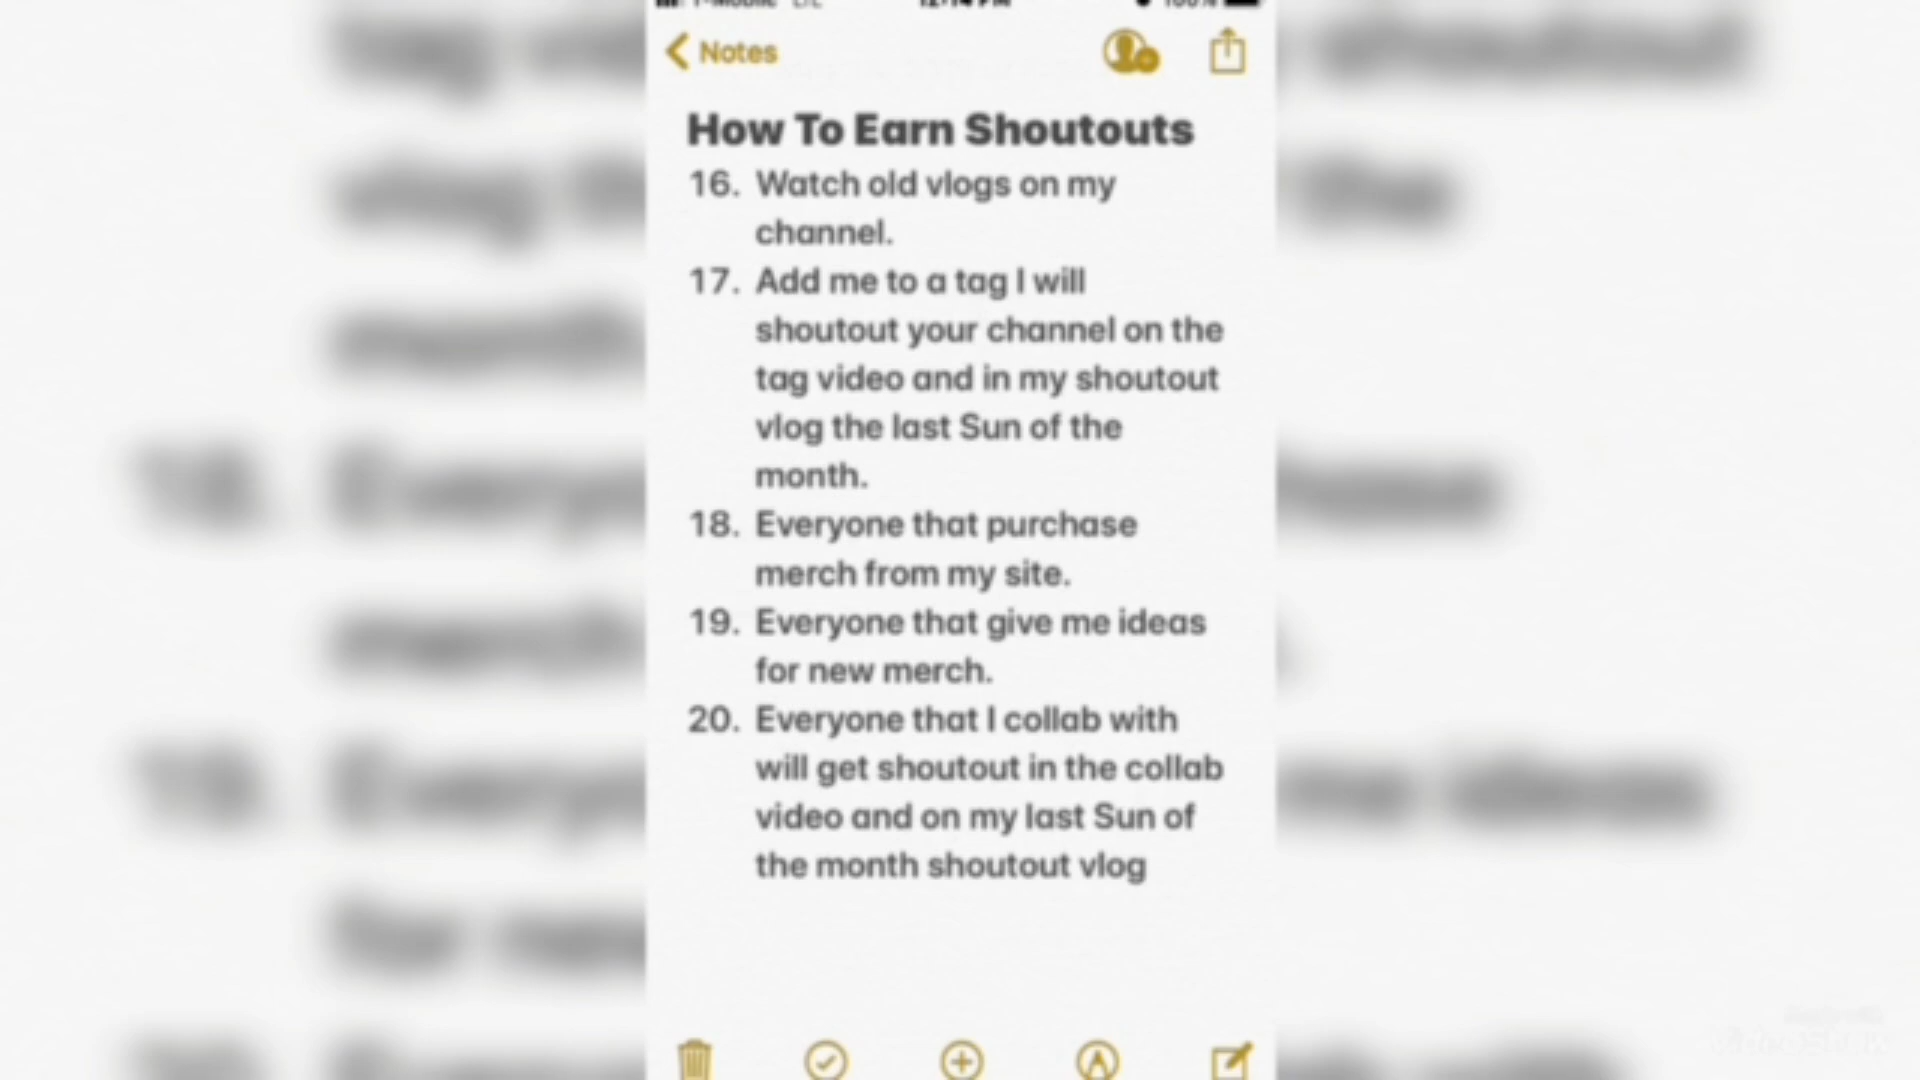 Notes
How To Earn Shoutouts
16. Watch old vlogs on my
channel.
17. Add me to a tag I will
shoutout your channel on the
tag video and in my shoutout
vlog the last Sun of the
month.
18. Everyone that purchase
merch from my site.
19. Everyone that give me ideas
for new merch.
20. Everyone that I collab with
will get shoutout in the collab
video and on my last Sun of
the month shoutout vlog